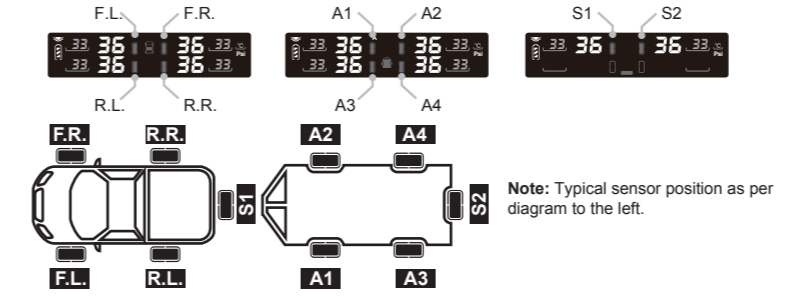 F.L. F.R. A1 A2 S1 S2
33 36 36 33 °C 33 36 36 33 °C 33 36 36 33 °C
Psi Psi Psi
33 36 36 33 33 36 36 33
R.L. R.R. A3 A4
F.R. R.R. A2 A4
S1 S2
Note: Typical sensor position as per
diagram to the left.
F.L. R.L. A1 A3